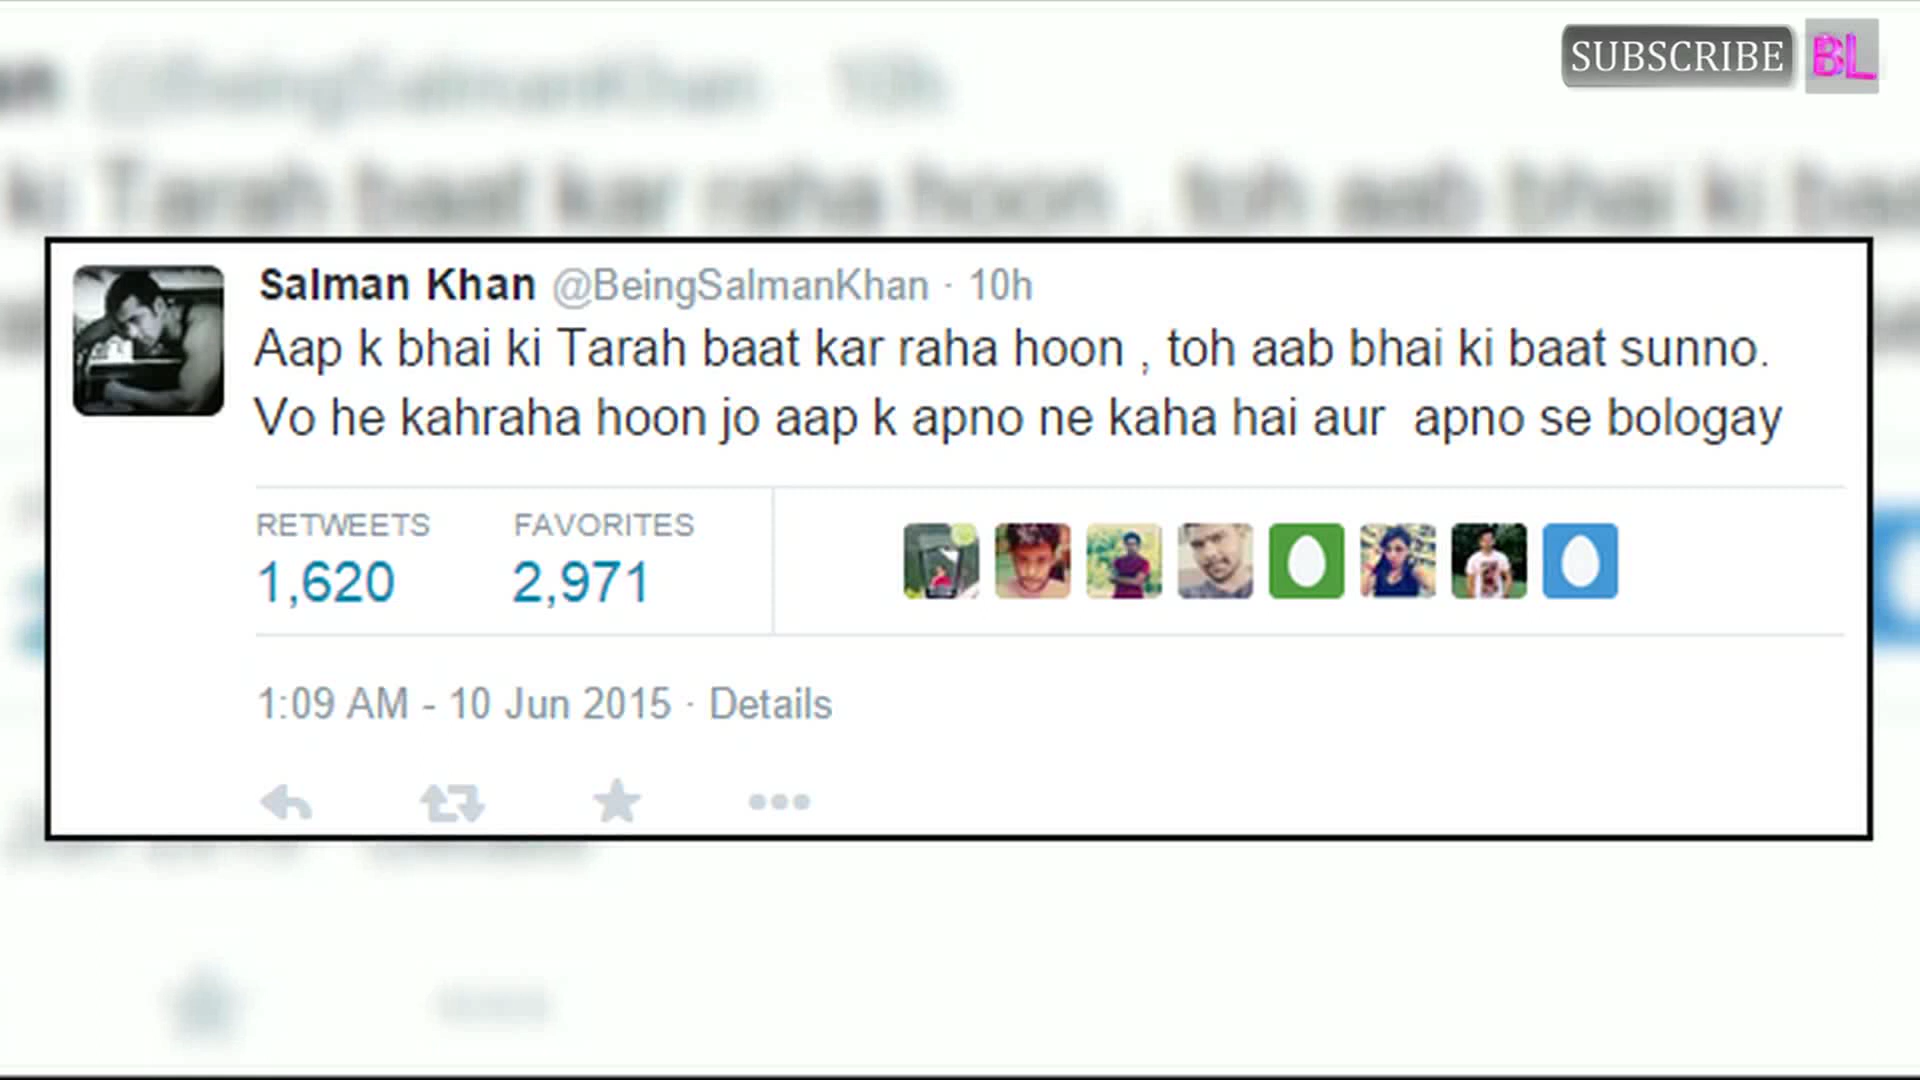 SUBSCRIBE BL
Salman Khan @BeingSalmanKhan · 10h
Aap k bhai ki Tarah baat kar raha hoon , toh aab bhai ki baat sunno.
Vo he kahraha hoon jo aap k apno ne kaha hai aur  apno se bologay
RETWEETS FAVORITES
1,620 2,971
1:09 AM - 10 Jun 2015 · Details